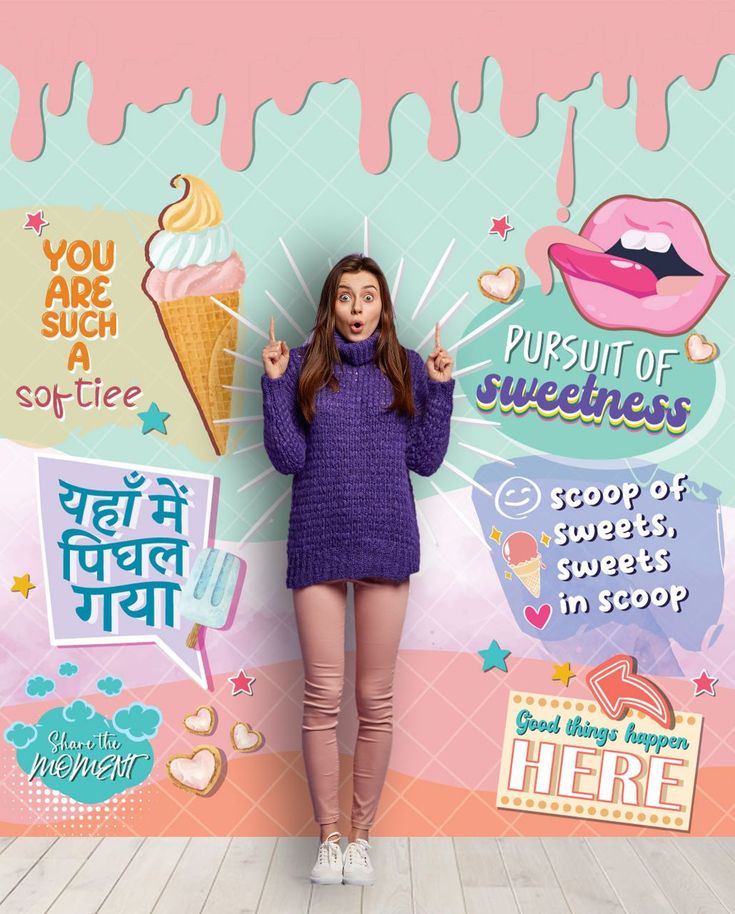 YOU
ARE
SUCH
A
softiee
PURSUIT OF
sweetness
यहाँ में
पिघल
गया
scoop of
sweets,
sweets
in scoop
Share the
MOMENT
Good things happen
HERE